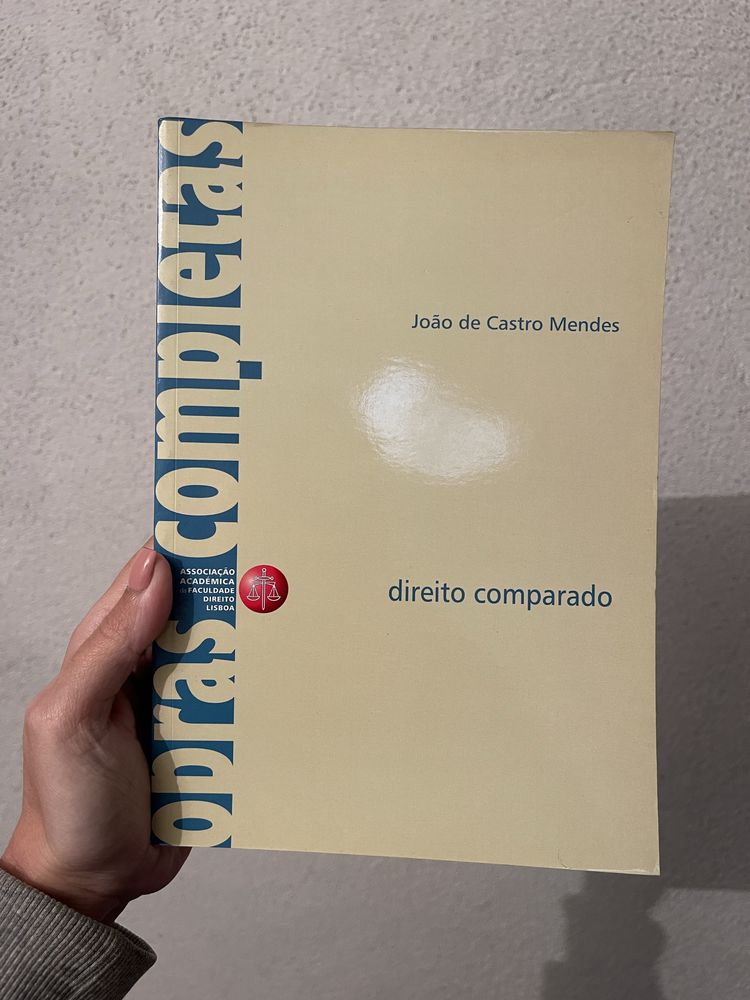 obras completas
João de Castro Mendes
direito comparado
ASSOCIAÇÃO
ACADÉMICA
da FACULDADE
DIREITO
LISBOA